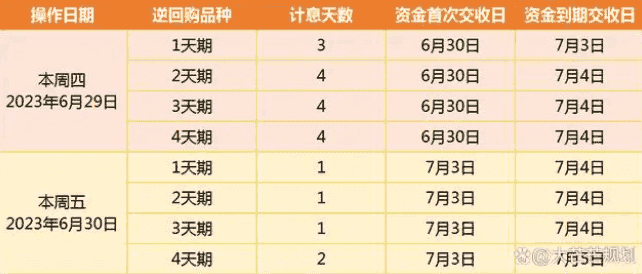 操作日期 逆回购品种 计息天数 资金首次交收日 资金到期交收日
1天期 3 6月30日 7月3日
本周四 2天期 4 6月30日 7月4日
2023年6月29日 3天期 4 6月30日 7月4日
4天期 4 6月30日 7月4日
1天期 1 7月3日 7月4日
本周五 2天期 1 7月3日 7月4日
2023年6月30日 3天期 1 7月3日 7月4日
4天期 2 7月3日 7月5日